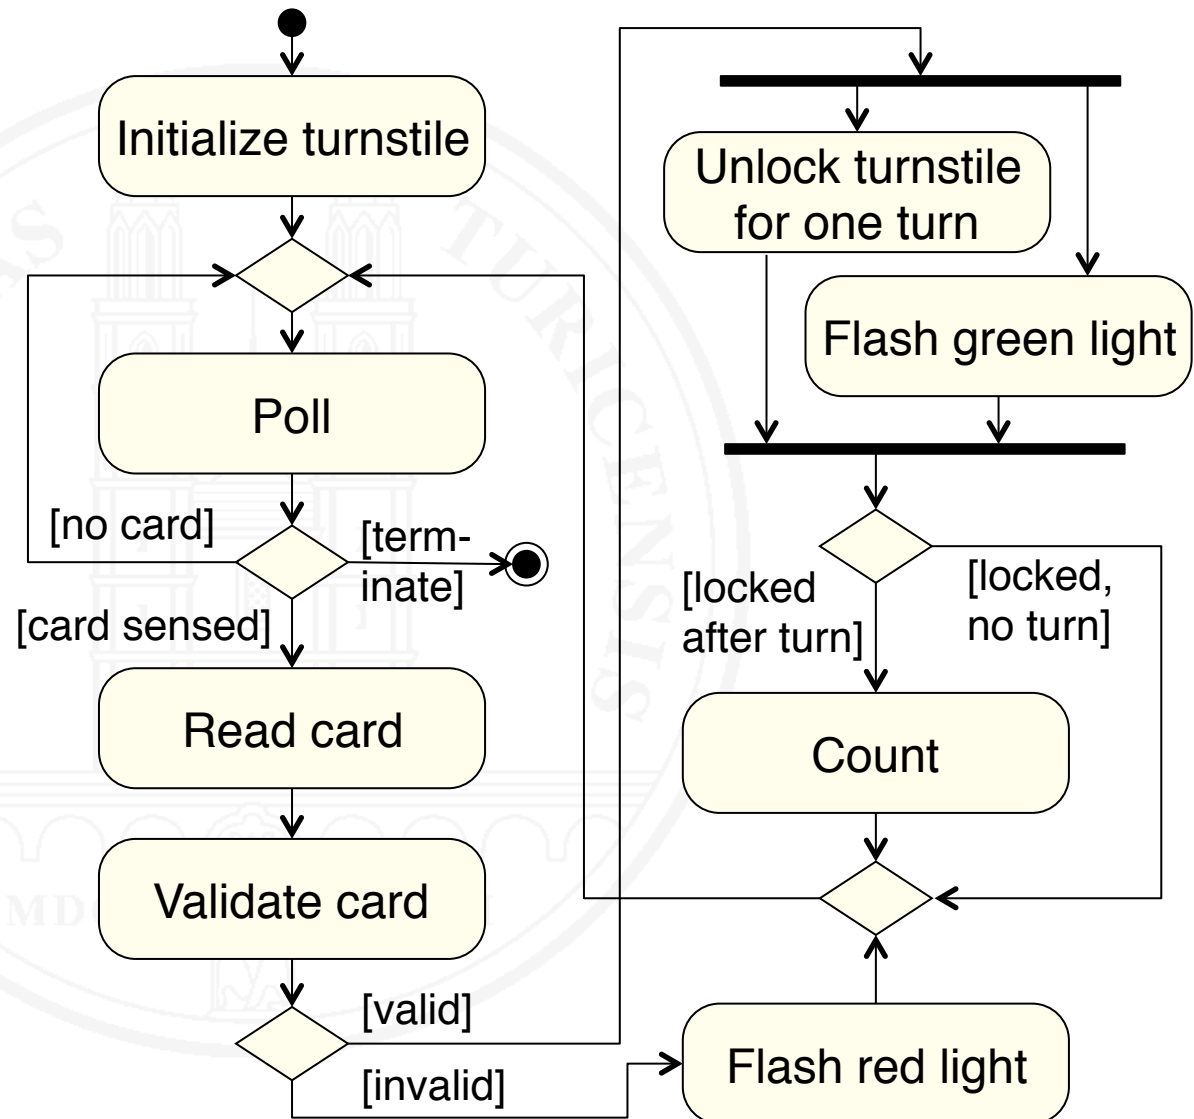 Initialize turnstile
Poll
[no card]
[term-
inate]
[card sensed]
Read card
Validate card
[valid]
[invalid]
Unlock turnstile
for one turn
Flash green light
[locked
after turn]
[locked,
no turn]
Count
Flash red light
TURICENSIS